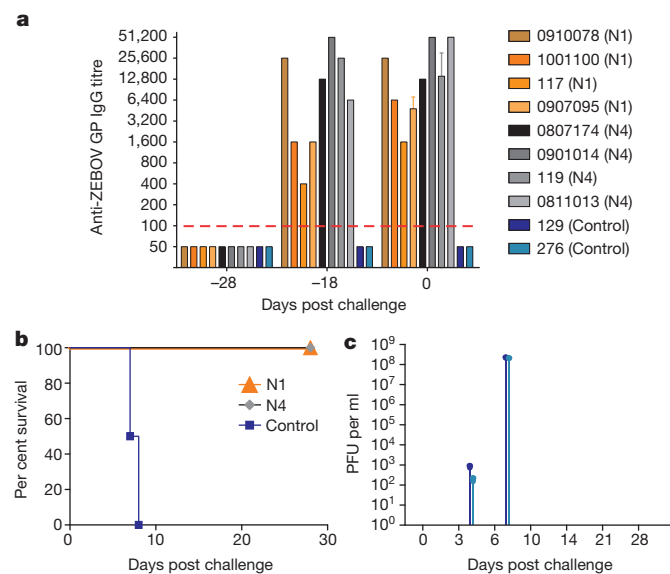 a
Anti-ZEBOV GP IgG titre
51,200
25,600
12,800
6,400
3,200
1,600
800
400
200
100
50
−28
−18
0
Days post challenge
0910078 (N1)
1001100 (N1)
117 (N1)
0907095 (N1)
0807174 (N4)
0901014 (N4)
119 (N4)
0811013 (N4)
129 (Control)
276 (Control)
b
Per cent survival
100
80
60
40
20
0
0
10
20
30
Days post challenge
N1
N4
Control
c
PFU per ml
10⁹
10⁸
10⁷
10⁶
10⁵
10⁴
10³
10²
10¹
10⁰
0
3
6
7
10
14
21
28
Days post challenge